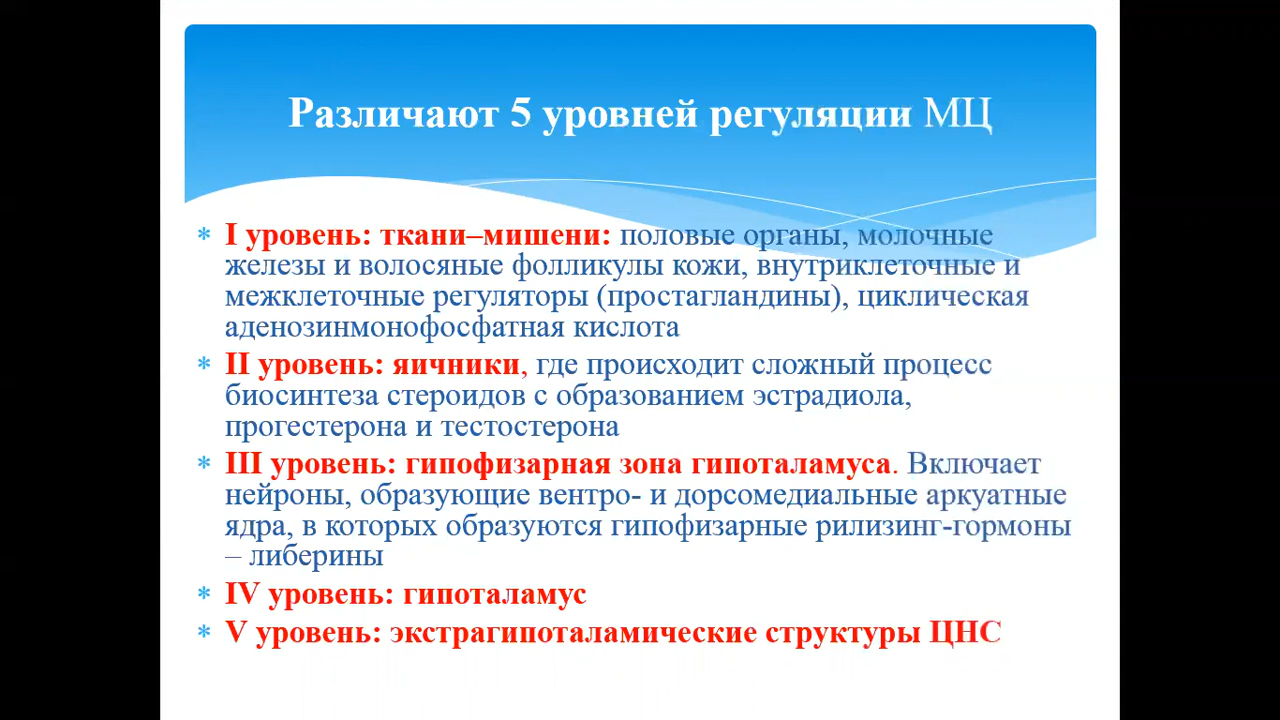 Различают 5 уровней регуляции МЦ
* I уровень: ткани–мишени: половые органы, молочные
железы и волосяные фолликулы кожи, внутриклеточные и
межклеточные регуляторы (простагландины), циклическая
аденозинмонофосфатная кислота
* II уровень: яичники, где происходит сложный процесс
биосинтеза стероидов с образованием эстрадиола,
прогестерона и тестостерона
* III уровень: гипофизарная зона гипоталамуса. Включает
нейроны, образующие вентро- и дорсомедиальные аркуатные
ядра, в которых образуются гипофизарные рилизинг-гормоны
– либерины
* IV уровень: гипоталамус
* V уровень: экстрагипоталамические структуры ЦНС